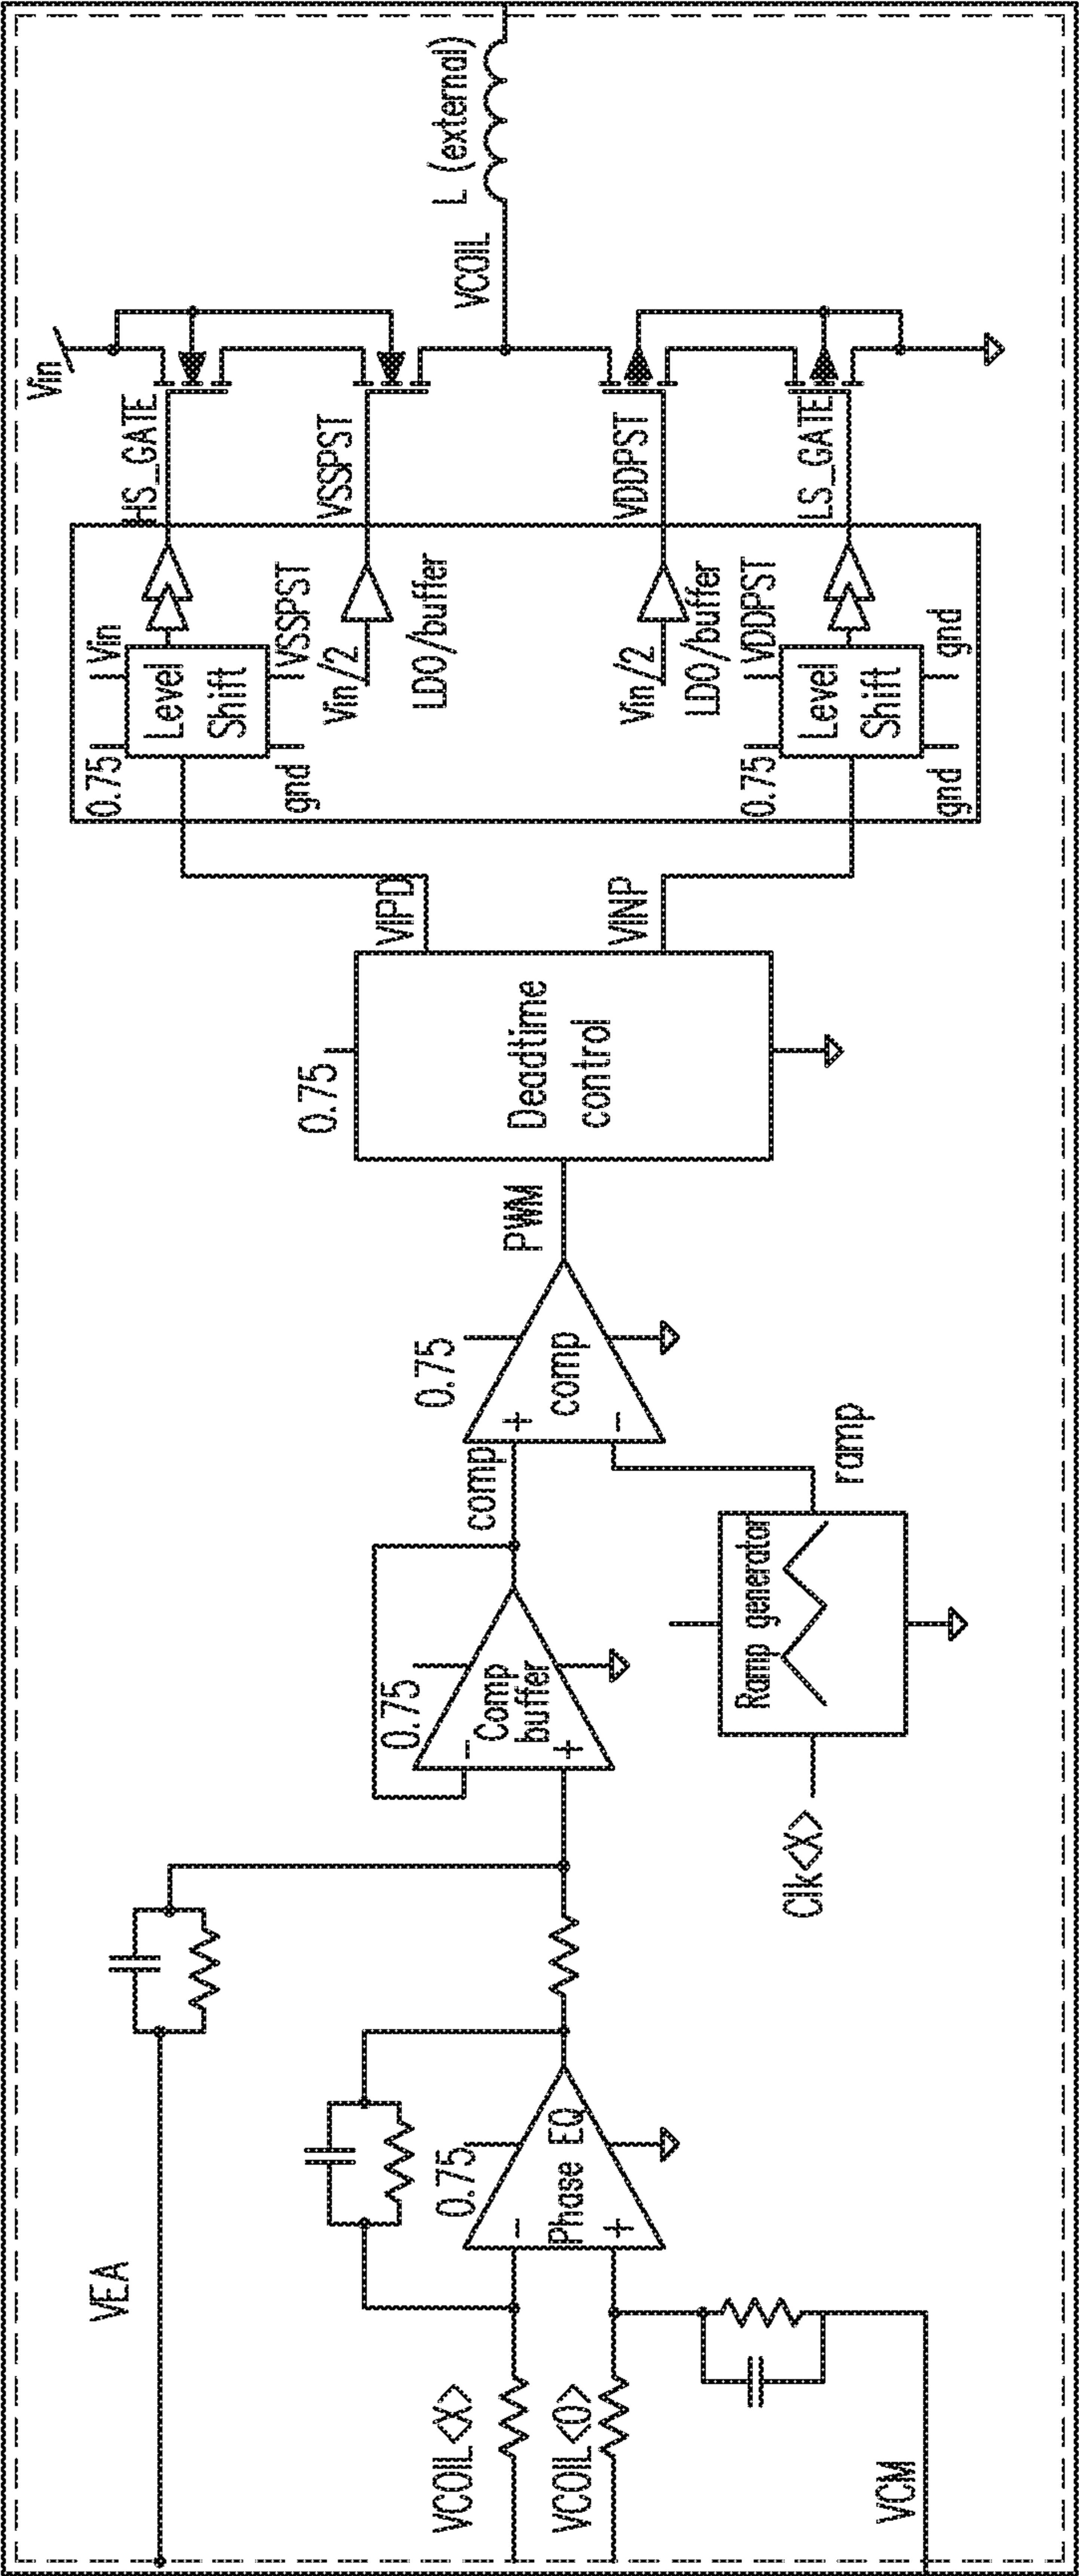 VEA
VCOIL<X>
VCOIL<0>
VCM
0.75
Phase EQ
-
+
0.75
Comp
buffer
-
+
comp
Clk<X>
Ramp generator
ramp
0.75
comp
+
-
PWM
0.75
Deadtime
control
VIPD
VINP
0.75
Vin
Level
Shift
gnd
VSSPST
Vin/2
LDO/buffer
Vin/2
LDO/buffer
0.75
VDDPST
Level
Shift
gnd
gnd
HS_GATE
VSSPST
VDDPST
LS_GATE
Vin
VCOIL
L (external)